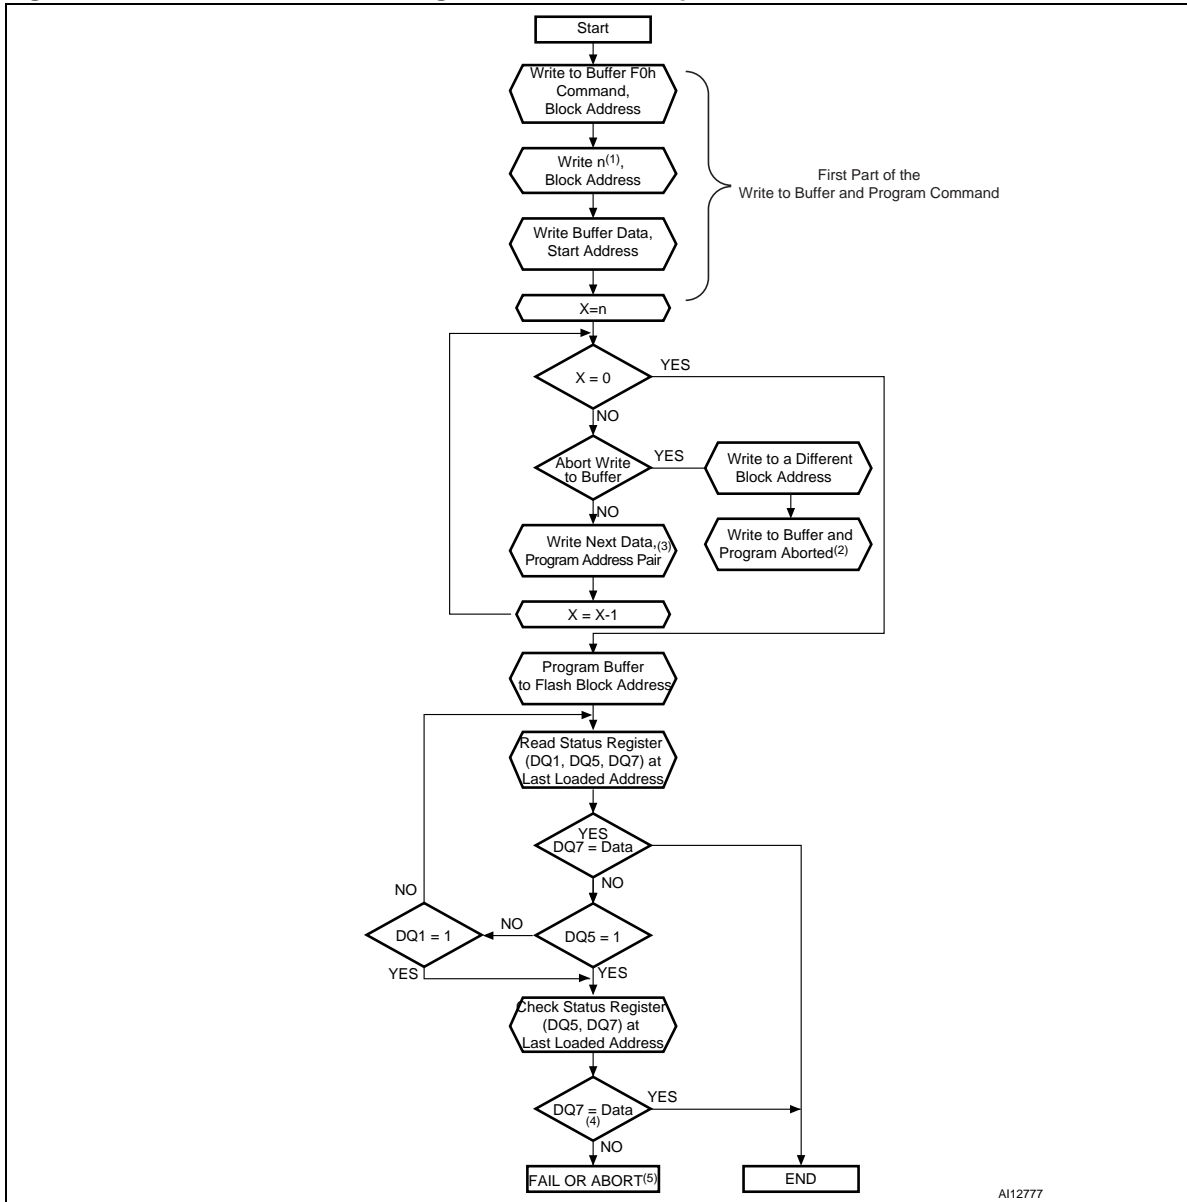 Start
Write to Buffer F0h
Command,
Block Address
Write n(1),
Block Address
First Part of the
Write to Buffer and Program Command
Write Buffer Data,
Start Address
X=n
X = 0
YES
NO
Abort Write
to Buffer
YES
Write to a Different
Block Address
NO
Write Next Data,(3)
Program Address Pair
Write to Buffer and
Program Aborted(2)
X = X-1
Program Buffer
to Flash Block Address
Read Status Register
(DQ1, DQ5, DQ7) at
Last Loaded Address
YES
DQ7 = Data
NO
NO
DQ1 = 1
NO
DQ5 = 1
YES
YES
Check Status Register
(DQ5, DQ7) at
Last Loaded Address
DQ7 = Data
(4)
YES
NO
FAIL OR ABORT(5)
END
AI12777